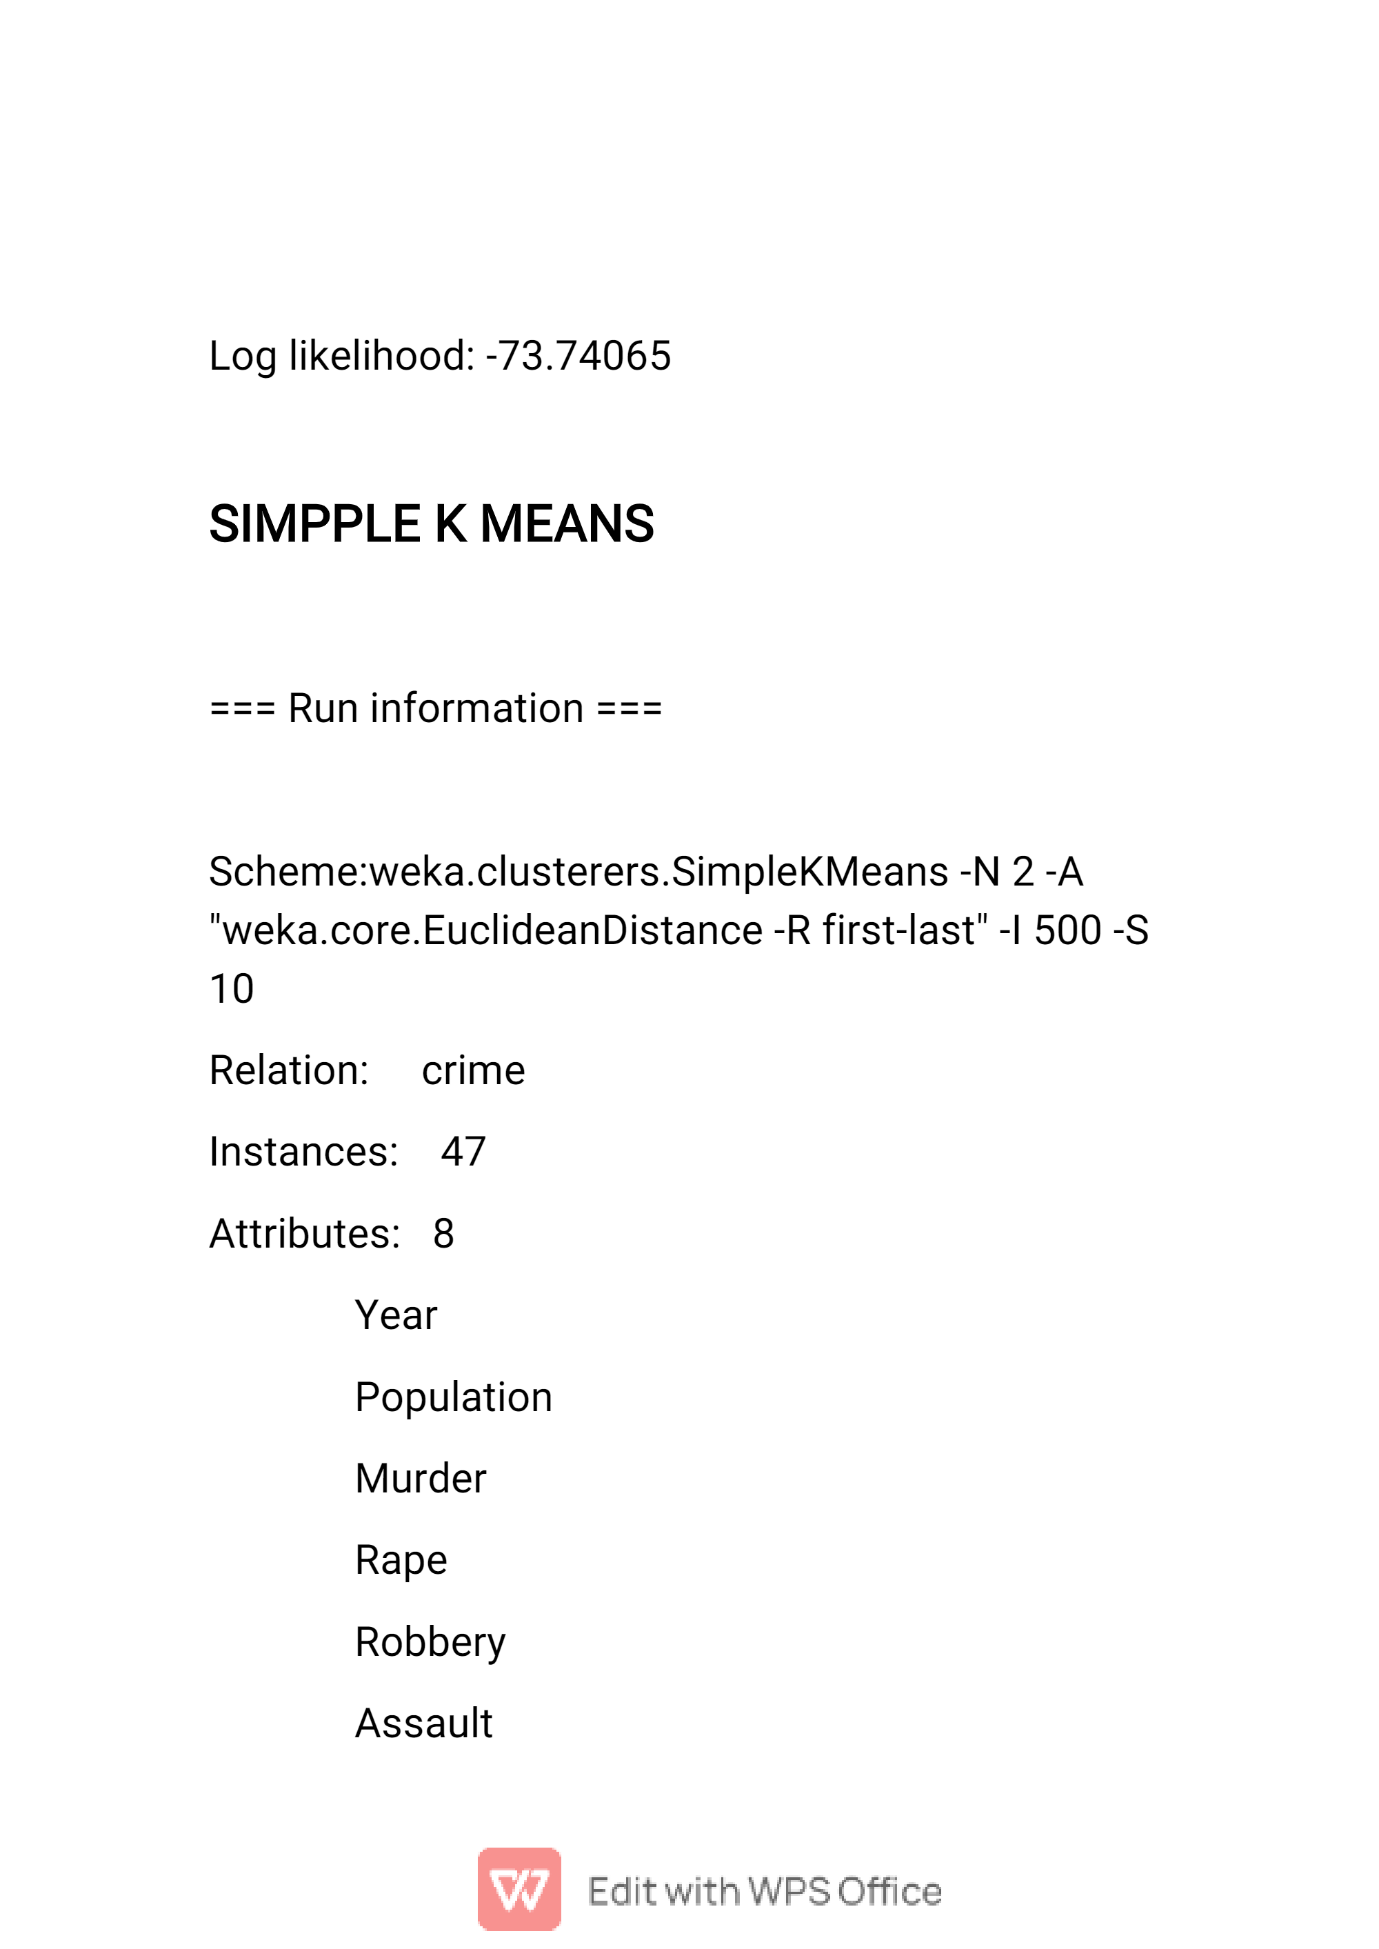 Log likelihood: -73.74065
SIMPPLE K MEANS
=== Run information ===
Scheme:weka.clusterers.SimpleKMeans -N 2 -A
"weka.core.EuclideanDistance -R first-last" -I 500 -S
10
Relation: crime
Instances: 47
Attributes: 8
Year
Population
Murder
Rape
Robbery
Assault
Edit with WPS Office